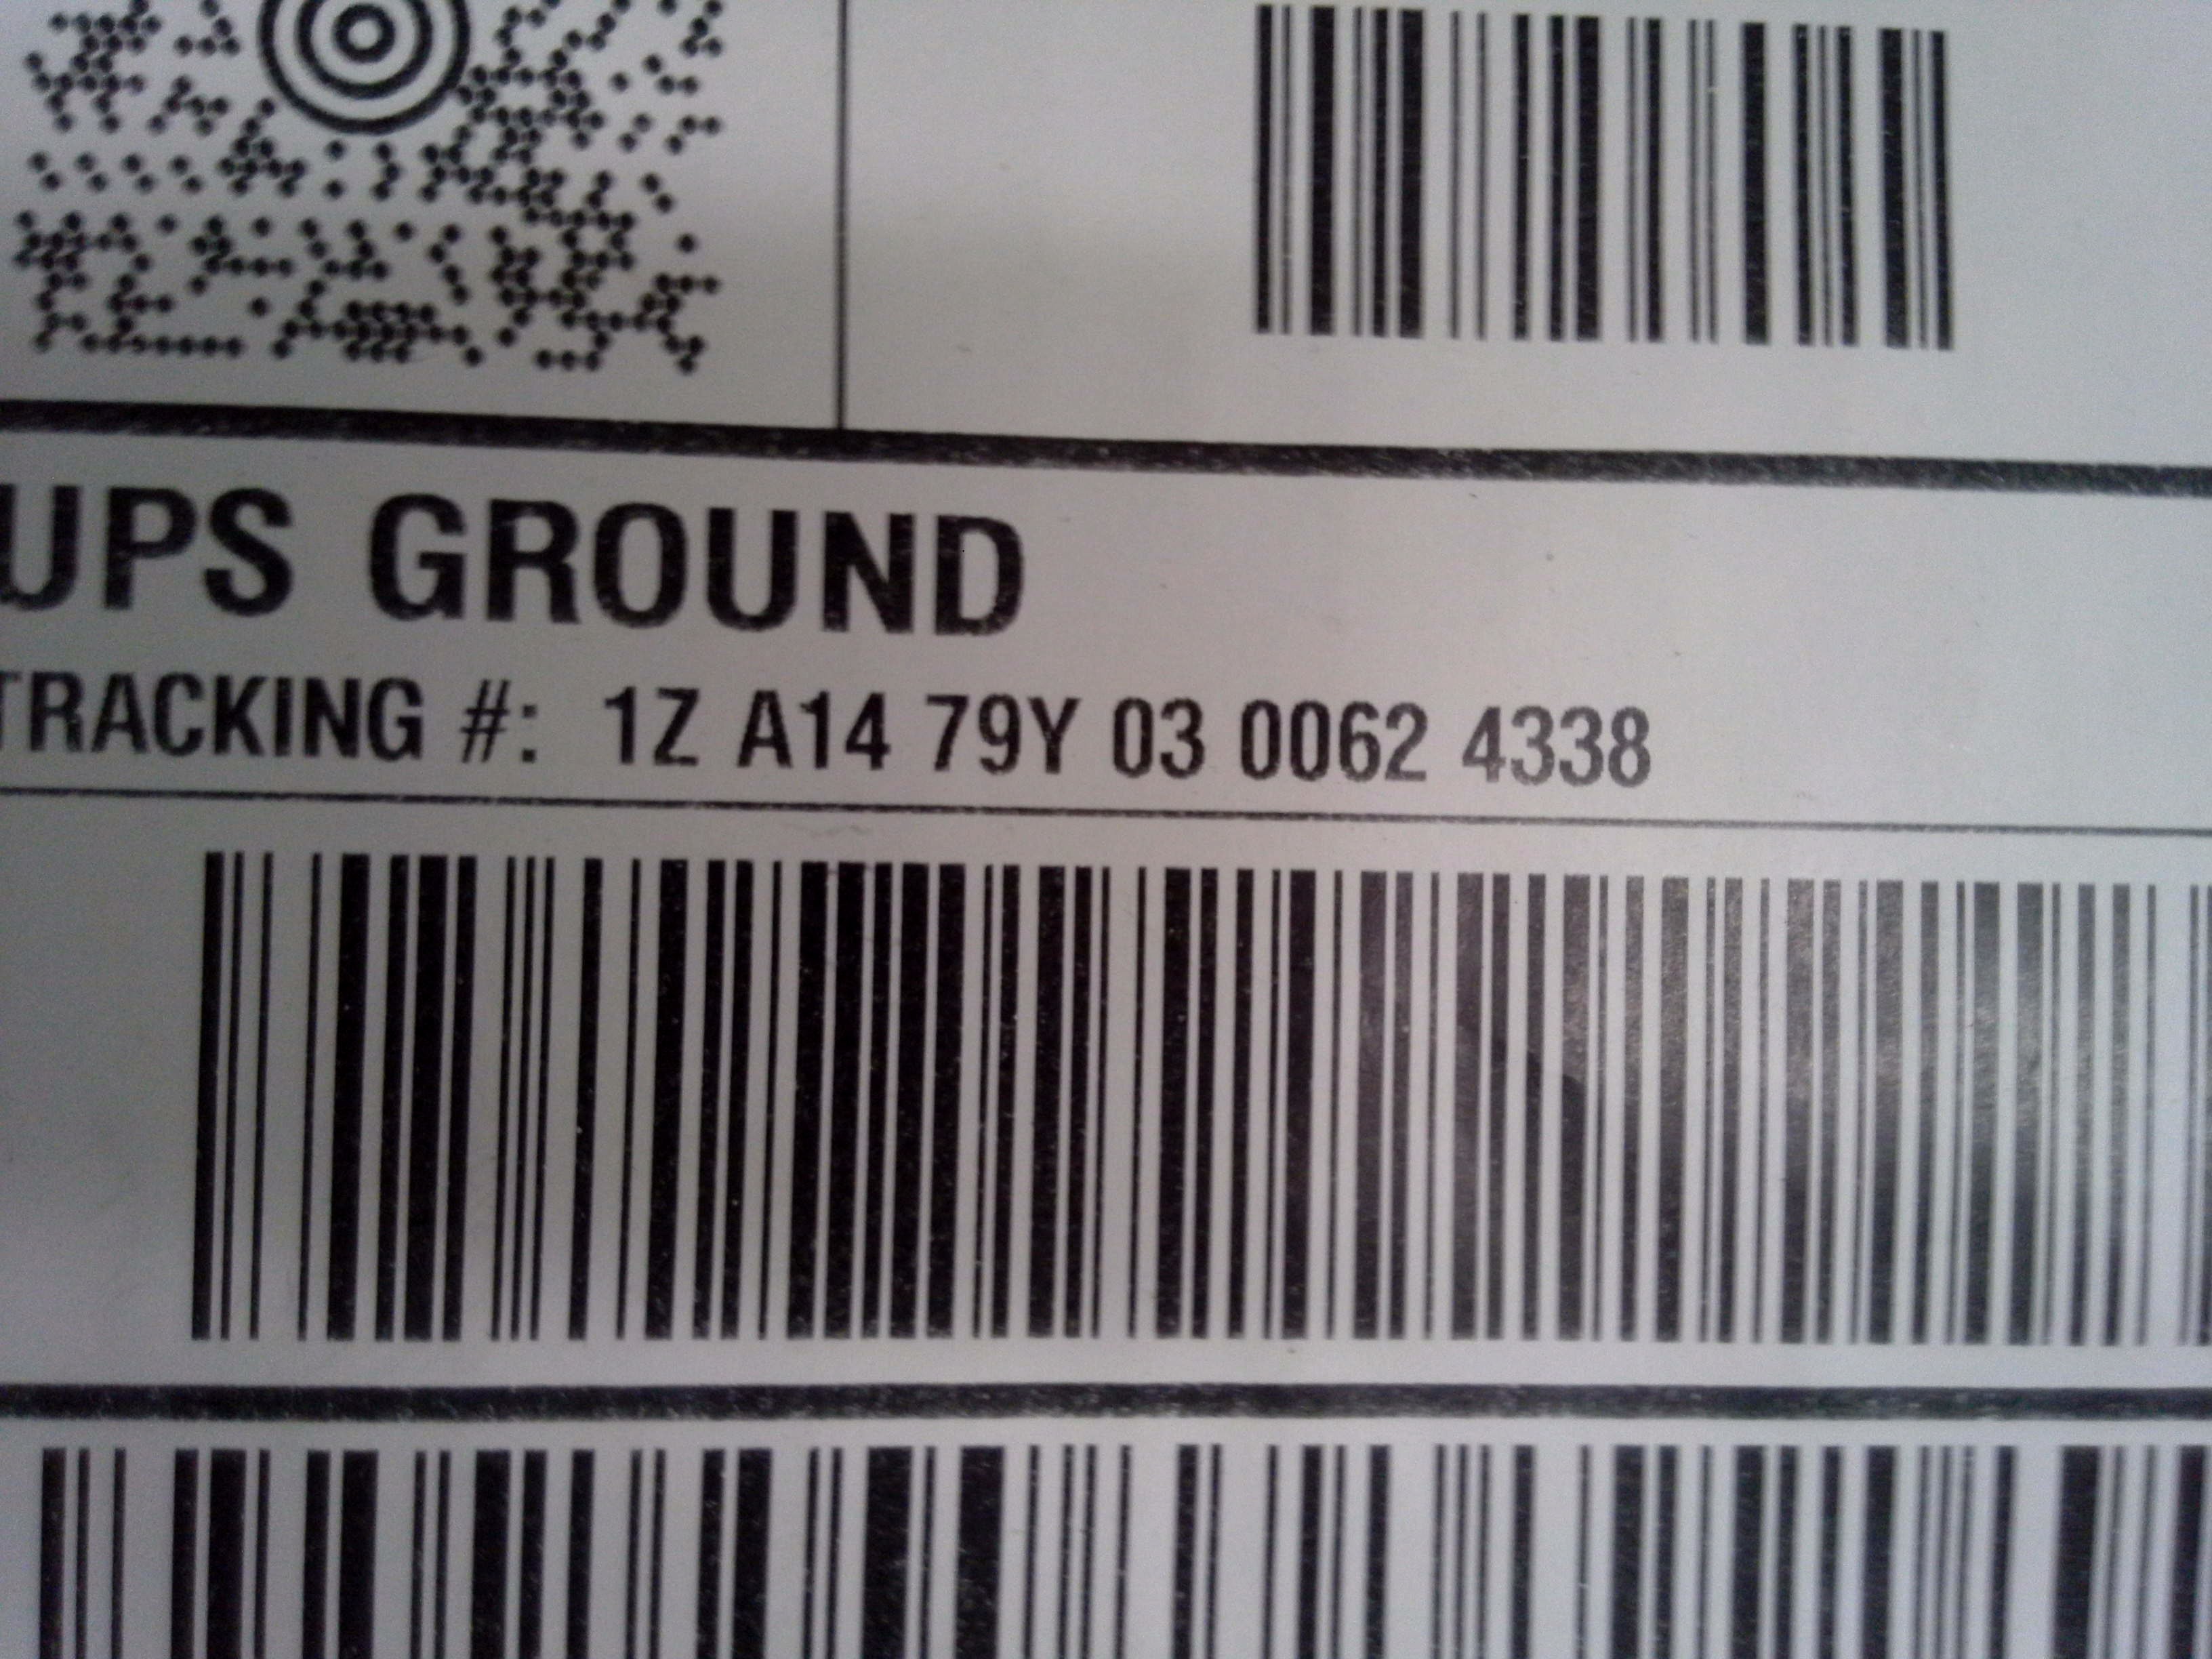 UPS GROUND
TRACKING #: 1Z A14 79Y 03 0062 4338